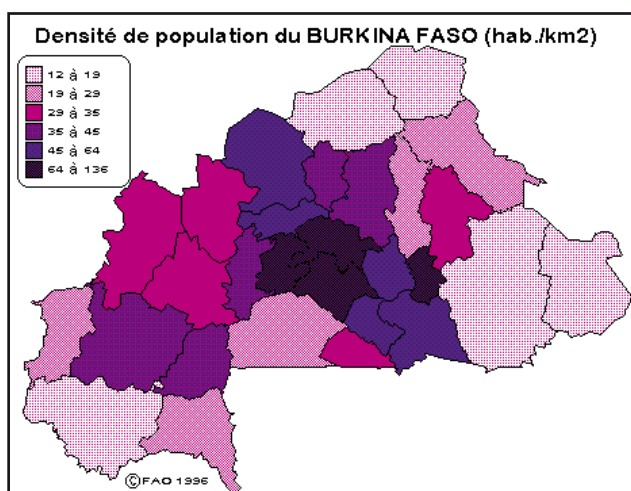 Densité de population du BURKINA FASO (hab./km2)
12 à 19
19 à 29
29 à 35
35 à 45
45 à 64
64 à 136
©FAO 1996